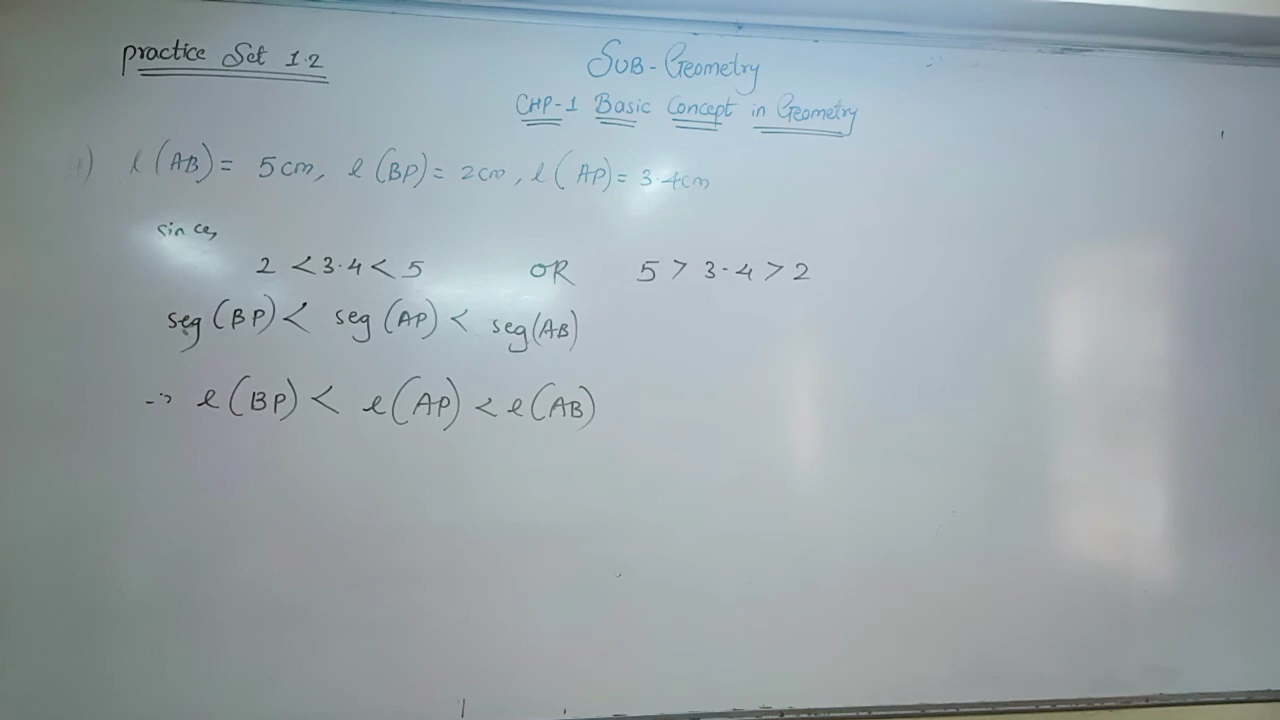 practice Set 1.2
SUB-Geometry
CHP-1 Basic Concept in Geometry
1) l(AB)= 5cm, l(BP)= 2cm, l(AP)= 3.4cm
since,
2 < 3.4 < 5 OR 5 > 3.4 > 2
seg(BP) < seg(AP) < seg(AB)
∴ l(BP) < l(AP) < l(AB)